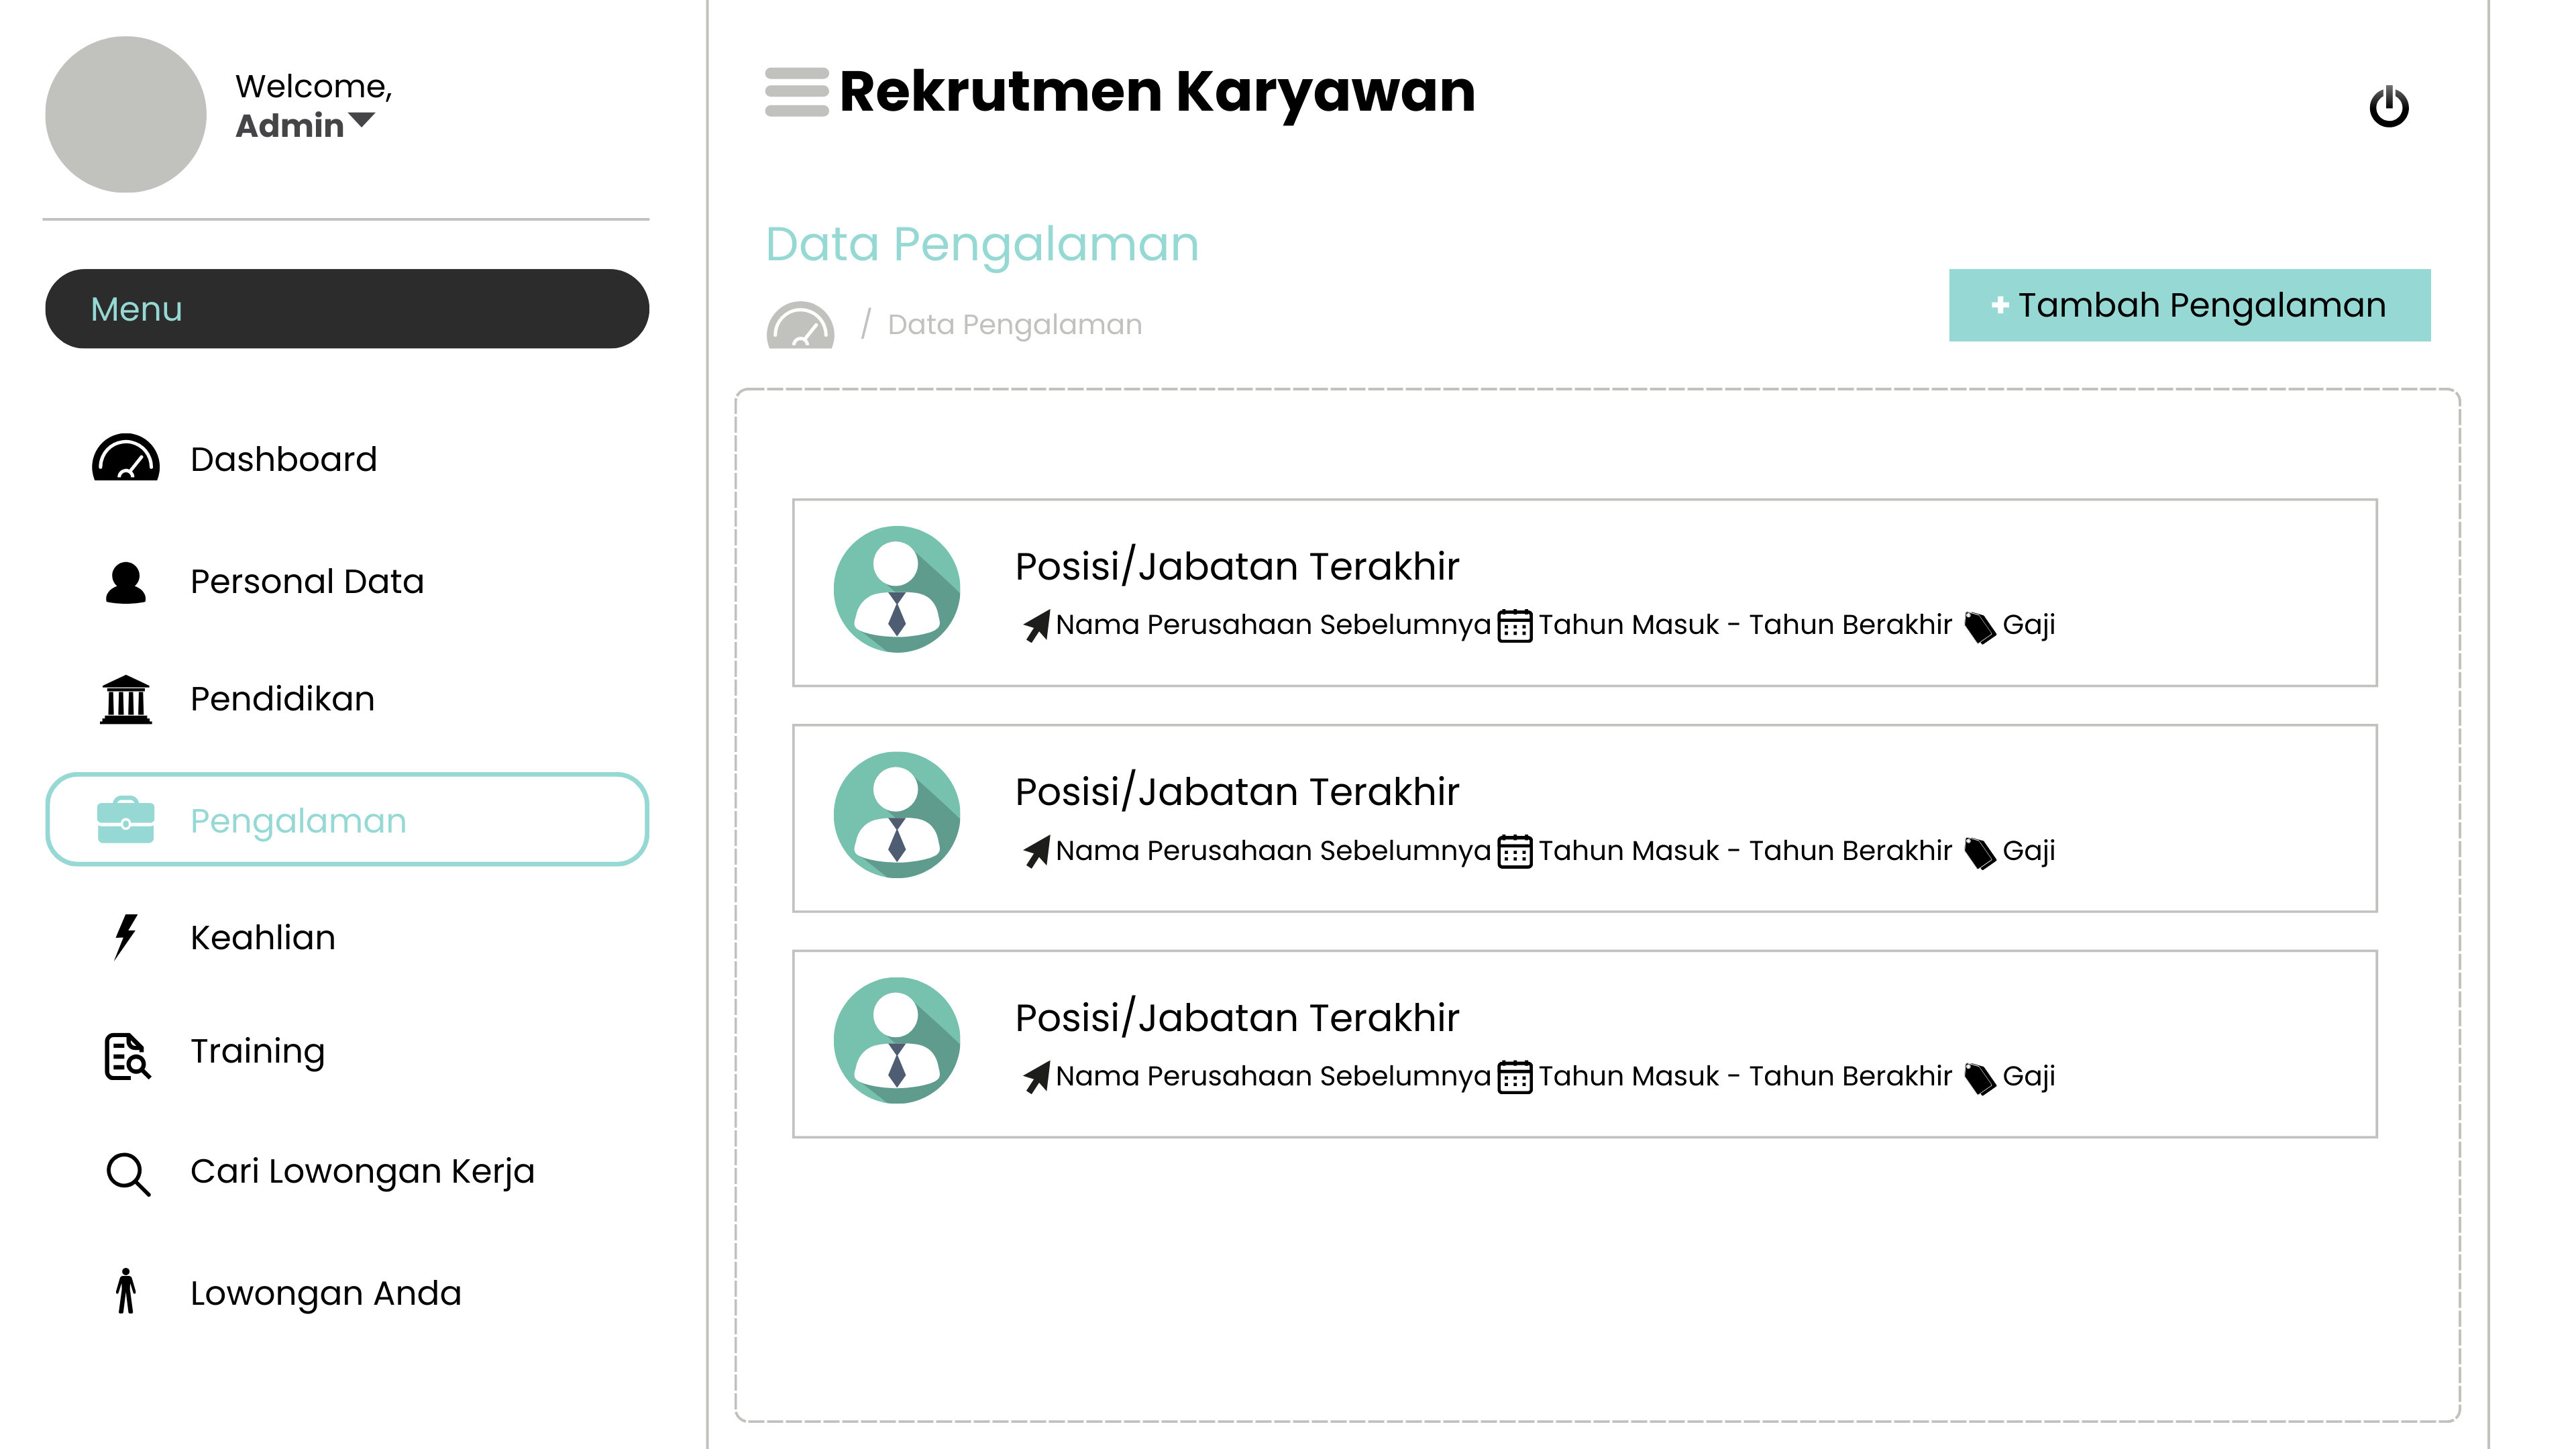 Welcome,
Admin
Menu
Dashboard
Personal Data
Pendidikan
Pengalaman
Keahlian
Training
Cari Lowongan Kerja
Lowongan Anda
Rekrutmen Karyawan
Data Pengalaman
/ Data Pengalaman
+ Tambah Pengalaman
Posisi/Jabatan Terakhir
Nama Perusahaan Sebelumnya Tahun Masuk - Tahun Berakhir Gaji
Posisi/Jabatan Terakhir
Nama Perusahaan Sebelumnya Tahun Masuk - Tahun Berakhir Gaji
Posisi/Jabatan Terakhir
Nama Perusahaan Sebelumnya Tahun Masuk - Tahun Berakhir Gaji